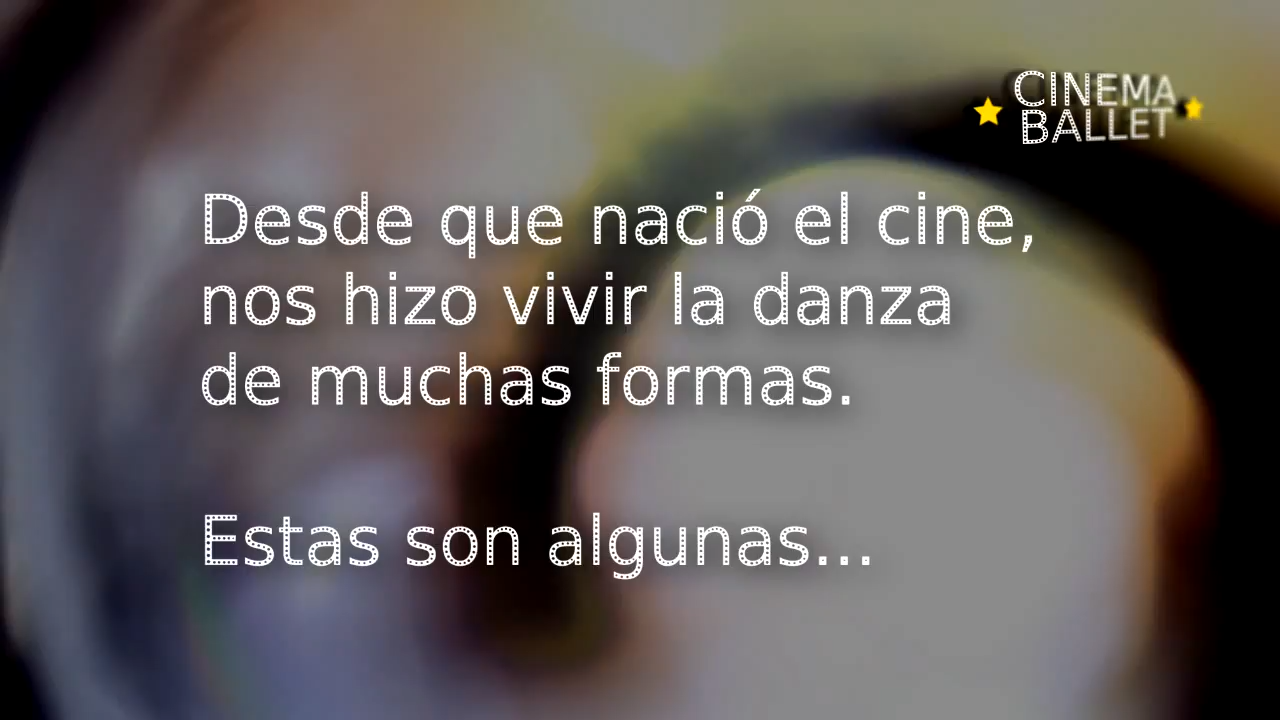 CINEMA
BALLET
Desde que nació el cine,
nos hizo vivir la danza
de muchas formas.
Estas son algunas...